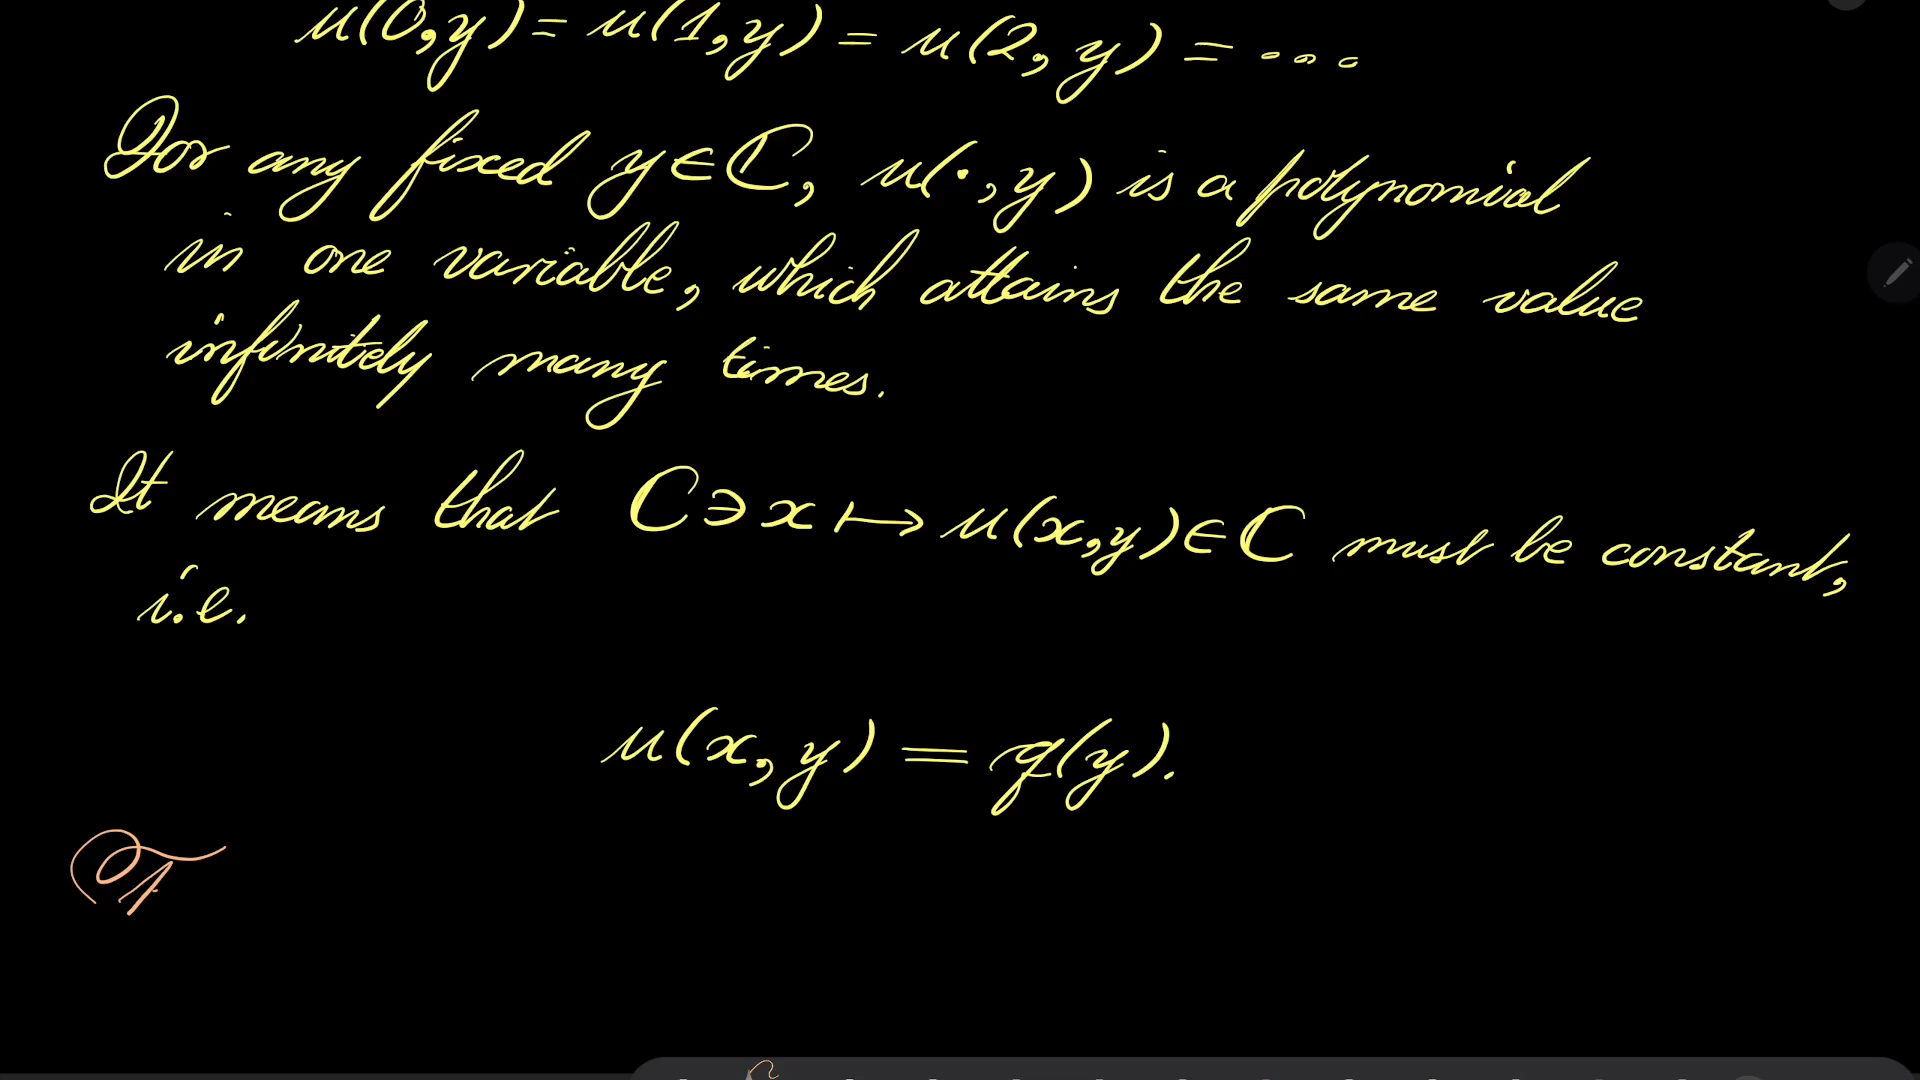 u(0,y) = u(1,y) = u(2,y) = ...
For any fixed y∈ℂ, u(·,y) is a polynomial
in one variable, which attains the same value
infinitely many times.
It means that ℂ∋x ↦ u(x,y)∈ℂ must be constant,
i.e.
u(x,y) = q(y).